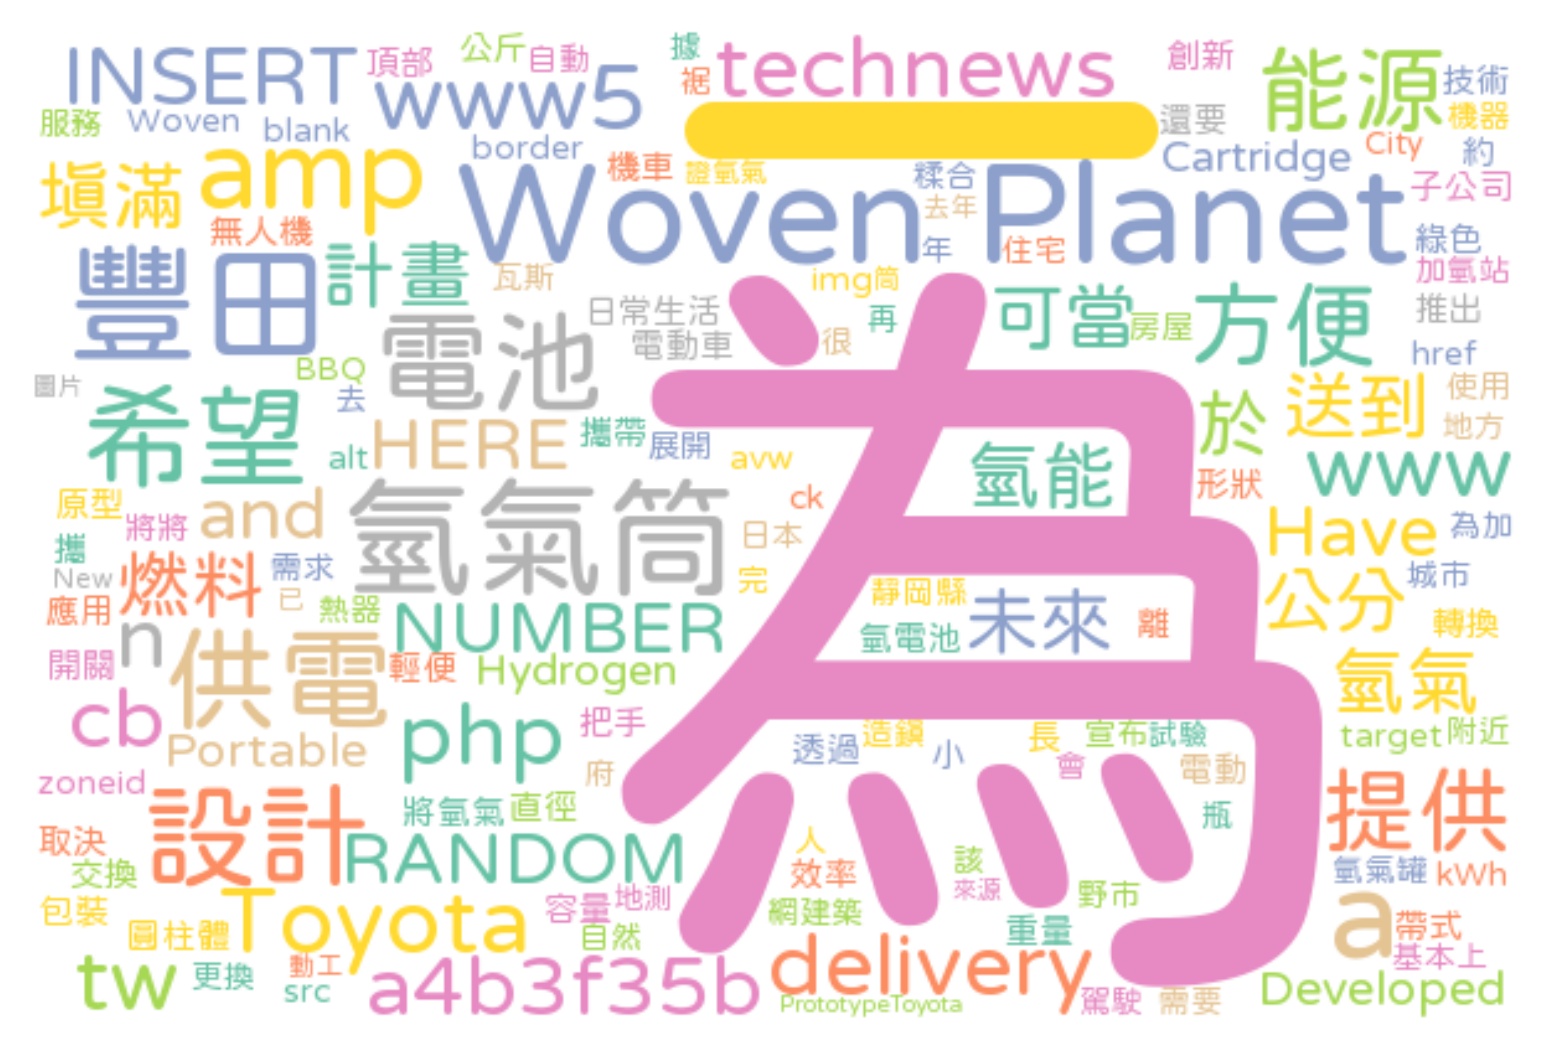 INSERT 頂部 公斤 自動 據 technews 創新 能源 技術
服務 Woven blank www5 裾 一 還要 機器
border City 約
填滿 amp 機車 證氫氣 糅合 Cartridge 子公司
無人機 Woven Planet 去年 綠色
豐田 計畫 瓦斯 年 住宅 加氫站
日常生活 img筒 再 可當 房屋 方便 推出
電池 電動車 很 href
圖片 BBQ 去 為 送到 使用
希望 alt HERE 攜帶 展開 avw 氫能 於 地方
原型 將將 and ck 形狀 www
攜 氫氣筒 日本 Have 為加
New 燃料 需求 完 靜岡縣 城市
應用 已 熱器 NUMBER 氫電池 未來 離 公分 轉換
開關 n 供電 輕便 Hydrogen 氫氣
cb Portable php 把手 透過 造鎖 小 長 宣布 試驗 target 附近
zoneid 府 會 電動
設計 將氫氣 直徑 瓶 提供
取決 RANDOM 人 該
交換 效率 來源 氫氣罐 kWh
包裝 Toyota 容量 地測 網建築 野市 a 帶式
圓柱體 自然 重量 基本上
tw 更換 動工 src a4b3f35b delivery Developed
PrototypeToyota 駕駛 需要